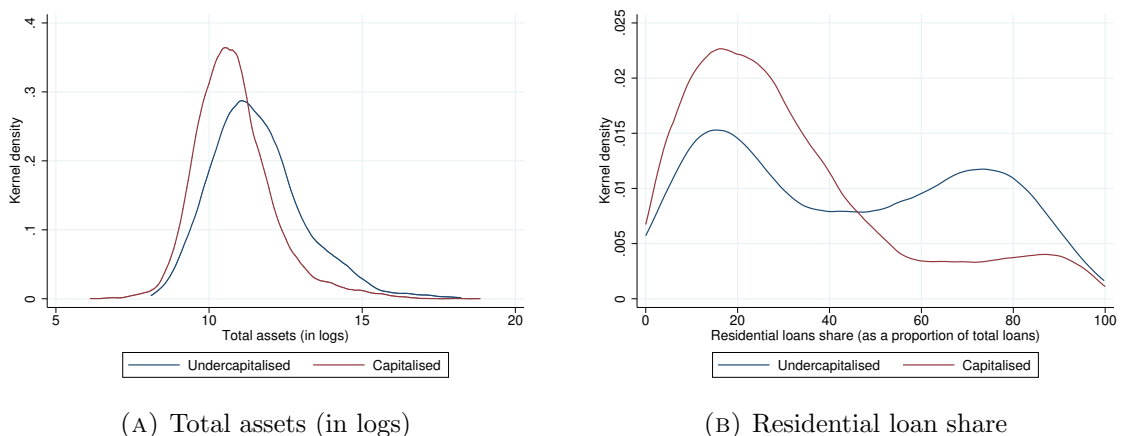 .4
.3
.2
.1
0
Kernel density
5 10 15 20
Total assets (in logs)
Undercapitalised Capitalised
(A) Total assets (in logs)
.025
.02
.015
.01
.005
0
Kernel density
0 20 40 60 80 100
Residential loans share (as a proportion of total loans)
Undercapitalised Capitalised
(B) Residential loan share